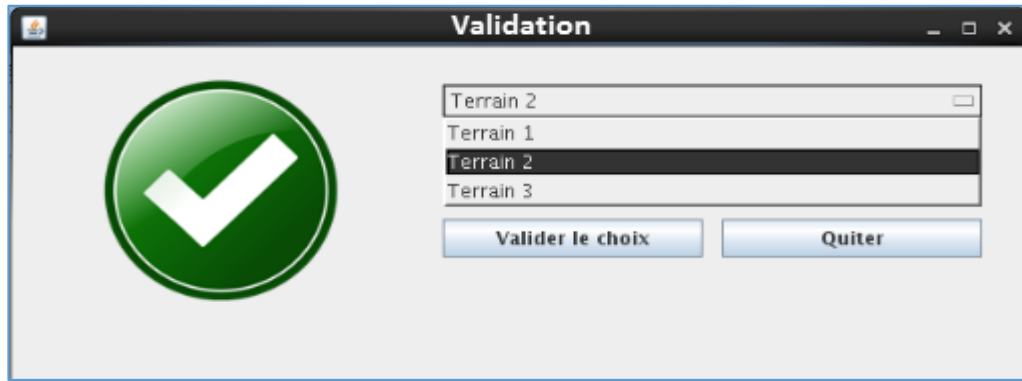 Validation
Terrain 2
Terrain 1
Terrain 2
Terrain 3
Valider le choix
Quiter